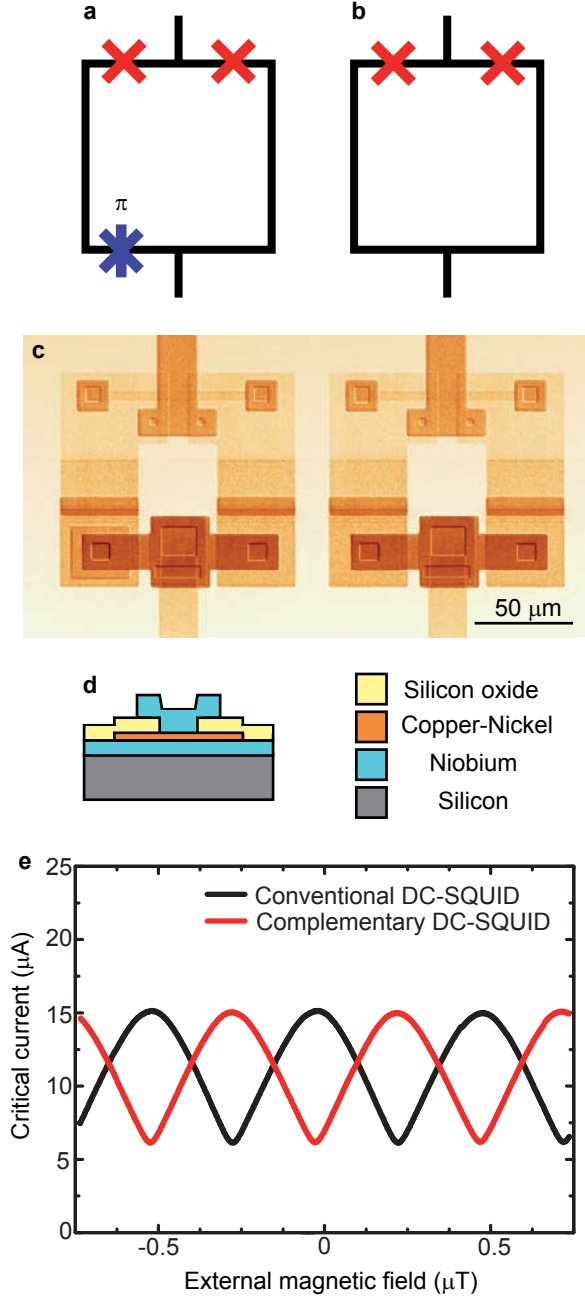 a
b
π
c
50 μm
d
Silicon oxide
Copper-Nickel
Niobium
Silicon
e
25
20
15
10
5
0
Critical current (μA)
Conventional DC-SQUID
Complementary DC-SQUID
-0.5
0
0.5
External magnetic field (μT)